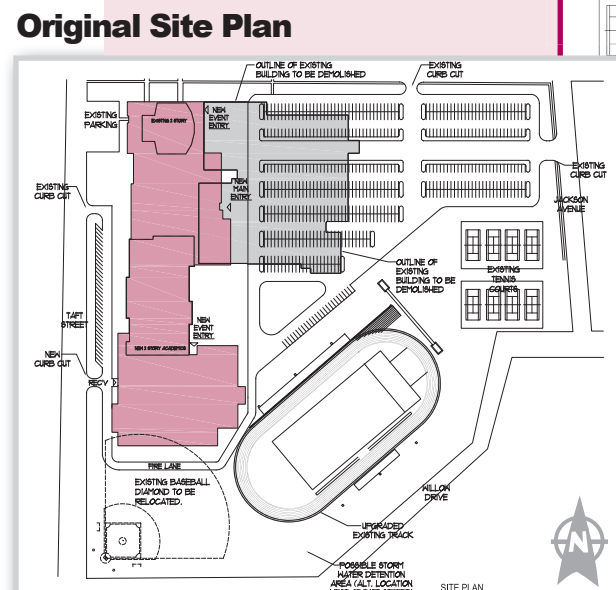 Original Site Plan
OUTLINE OF EXISTING
BUILDING TO BE DEMOLISHED
EXISTING
CURB CUT
EXISTING
PARKING
EXISTING 2 STORY
NEW
EVENT
ENTRY
EXISTING
CURB CUT
NEW
MAIN
ENTRY
EXISTING
CURB CUT
JACKSON
AVENUE
OUTLINE OF
EXISTING
BUILDING TO BE
DEMOLISHED
EXISTING
TENNIS
COURTS
TAFT
STREET
NEW
EVENT
ENTRY
NEW 2 STORY ACADEMICS
NEW
CURB CUT
RECV
FIRE LANE
EXISTING BASEBALL
DIAMOND TO BE
RELOCATED.
WILLOW
DRIVE
UPGRADED
EXISTING TRACK
POSSIBLE STORM
WATER DETENTION
AREA (ALT. LOCATION
SITE PLAN
N